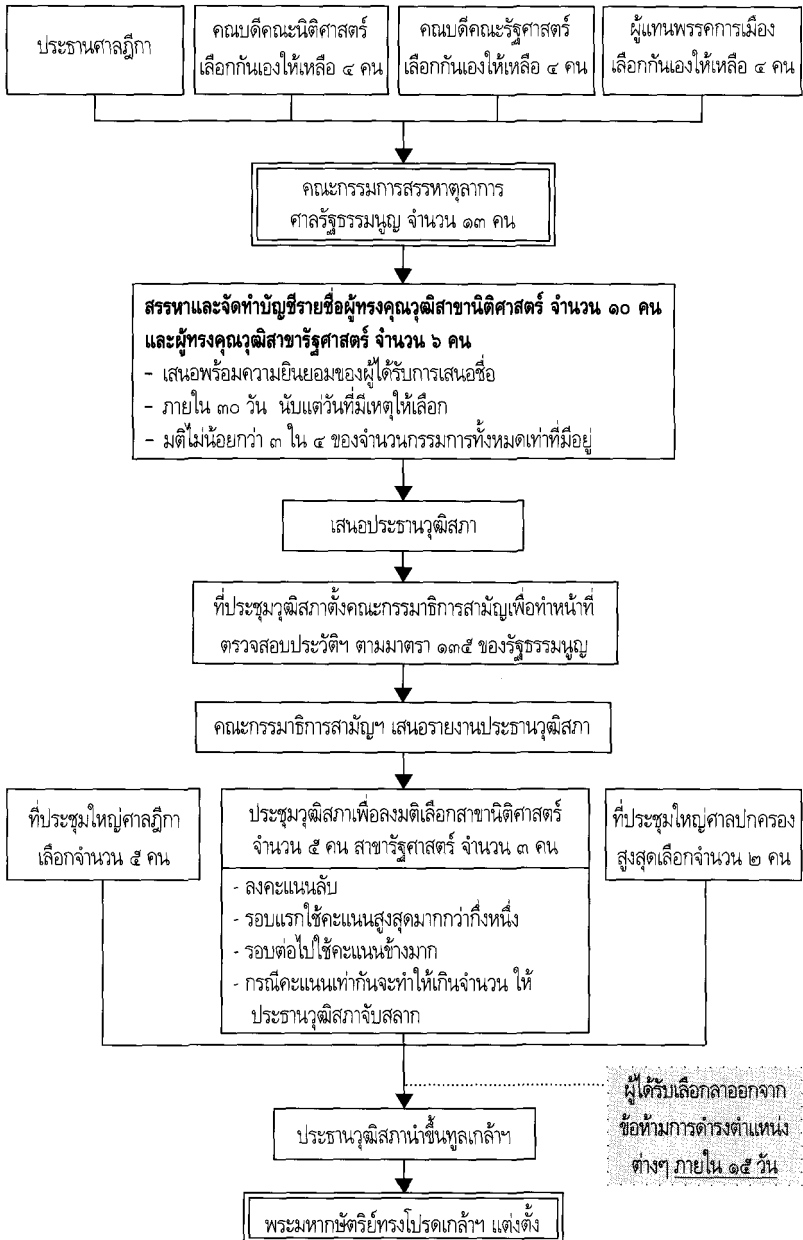 ประธานศาลฎีกา
คณบดีคณะนิติศาสตร์
เลือกกันเองให้เหลือ ๔ คน
คณบดีคณะรัฐศาสตร์
เลือกกันเองให้เหลือ ๔ คน
ผู้แทนพรรคการเมือง
เลือกกันเองให้เหลือ ๔ คน
คณะกรรมการสรรหาตุลาการ
ศาลรัฐธรรมนูญ จำนวน ๑๓ คน
สรรหาและจัดทำบัญชีรายชื่อผู้ทรงคุณวุฒิสาขานิติศาสตร์ จำนวน ๑๐ คน
และผู้ทรงคุณวุฒิสาขารัฐศาสตร์ จำนวน ๖ คน
- เสนอพร้อมความยินยอมของผู้ได้รับการเสนอชื่อ
- ภายใน ๓๐ วัน นับแต่วันที่มีเหตุให้เลือก
- มติไม่น้อยกว่า ๓ ใน ๔ ของจำนวนกรรมการทั้งหมดเท่าที่มีอยู่
เสนอประธานวุฒิสภา
ที่ประชุมวุฒิสภาตั้งคณะกรรมาธิการสามัญเพื่อทำหน้าที่
ตรวจสอบประวัติฯ ตามมาตรา ๑๓๕ ของรัฐธรรมนูญ
คณะกรรมาธิการสามัญฯ เสนอรายงานประธานวุฒิสภา
ที่ประชุมใหญ่ศาลฎีกา
เลือกจำนวน ๕ คน
ประชุมวุฒิสภาเพื่อลงมติเลือกสาขานิติศาสตร์
จำนวน ๕ คน สาขารัฐศาสตร์ จำนวน ๓ คน
- ลงคะแนนลับ
- รอบแรกใช้คะแนนสูงสุดมากกว่ากึ่งหนึ่ง
- รอบต่อไปใช้คะแนนข้างมาก
- กรณีคะแนนเท่ากันจะทำให้เกินจำนวน ให้
ประธานวุฒิสภาจับสลาก
ที่ประชุมใหญ่ศาลปกครอง
สูงสุดเลือกจำนวน ๒ คน
ผู้ได้รับเลือกลาออกจาก
ข้อห้ามการดำรงตำแหน่ง
ต่างๆ ภายใน ๑๕ วัน
ประธานวุฒิสภานำขึ้นทูลเกล้าฯ
พระมหากษัตริย์ทรงโปรดเกล้าฯ แต่งตั้ง